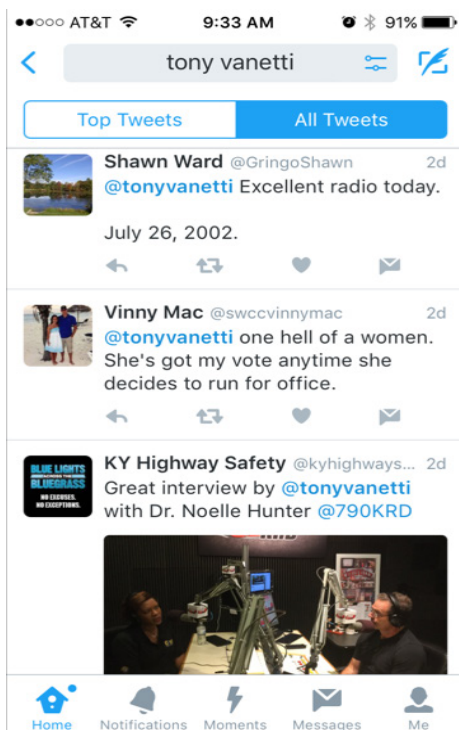 AT&T 9:33 AM 91%
tony vanetti
Top Tweets All Tweets
Shawn Ward @GringoShawn 2d
@tonyvanetti Excellent radio today.
July 26, 2002.
Vinny Mac @swccvinnymac 2d
@tonyvanetti one hell of a women.
She's got my vote anytime she
decides to run for office.
KY Highway Safety @kyhighways... 2d
BLUE LIGHTS
BLUEGRASS
NO EXCUSES.
NO EXCEPTIONS.
Great interview by @tonyvanetti
with Dr. Noelle Hunter @790KRD
Home Notifications Moments Messages Me